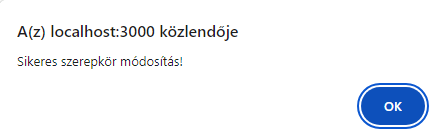 A(z) localhost:3000 közlendője
Sikeres szerepkör módosítás!
OK